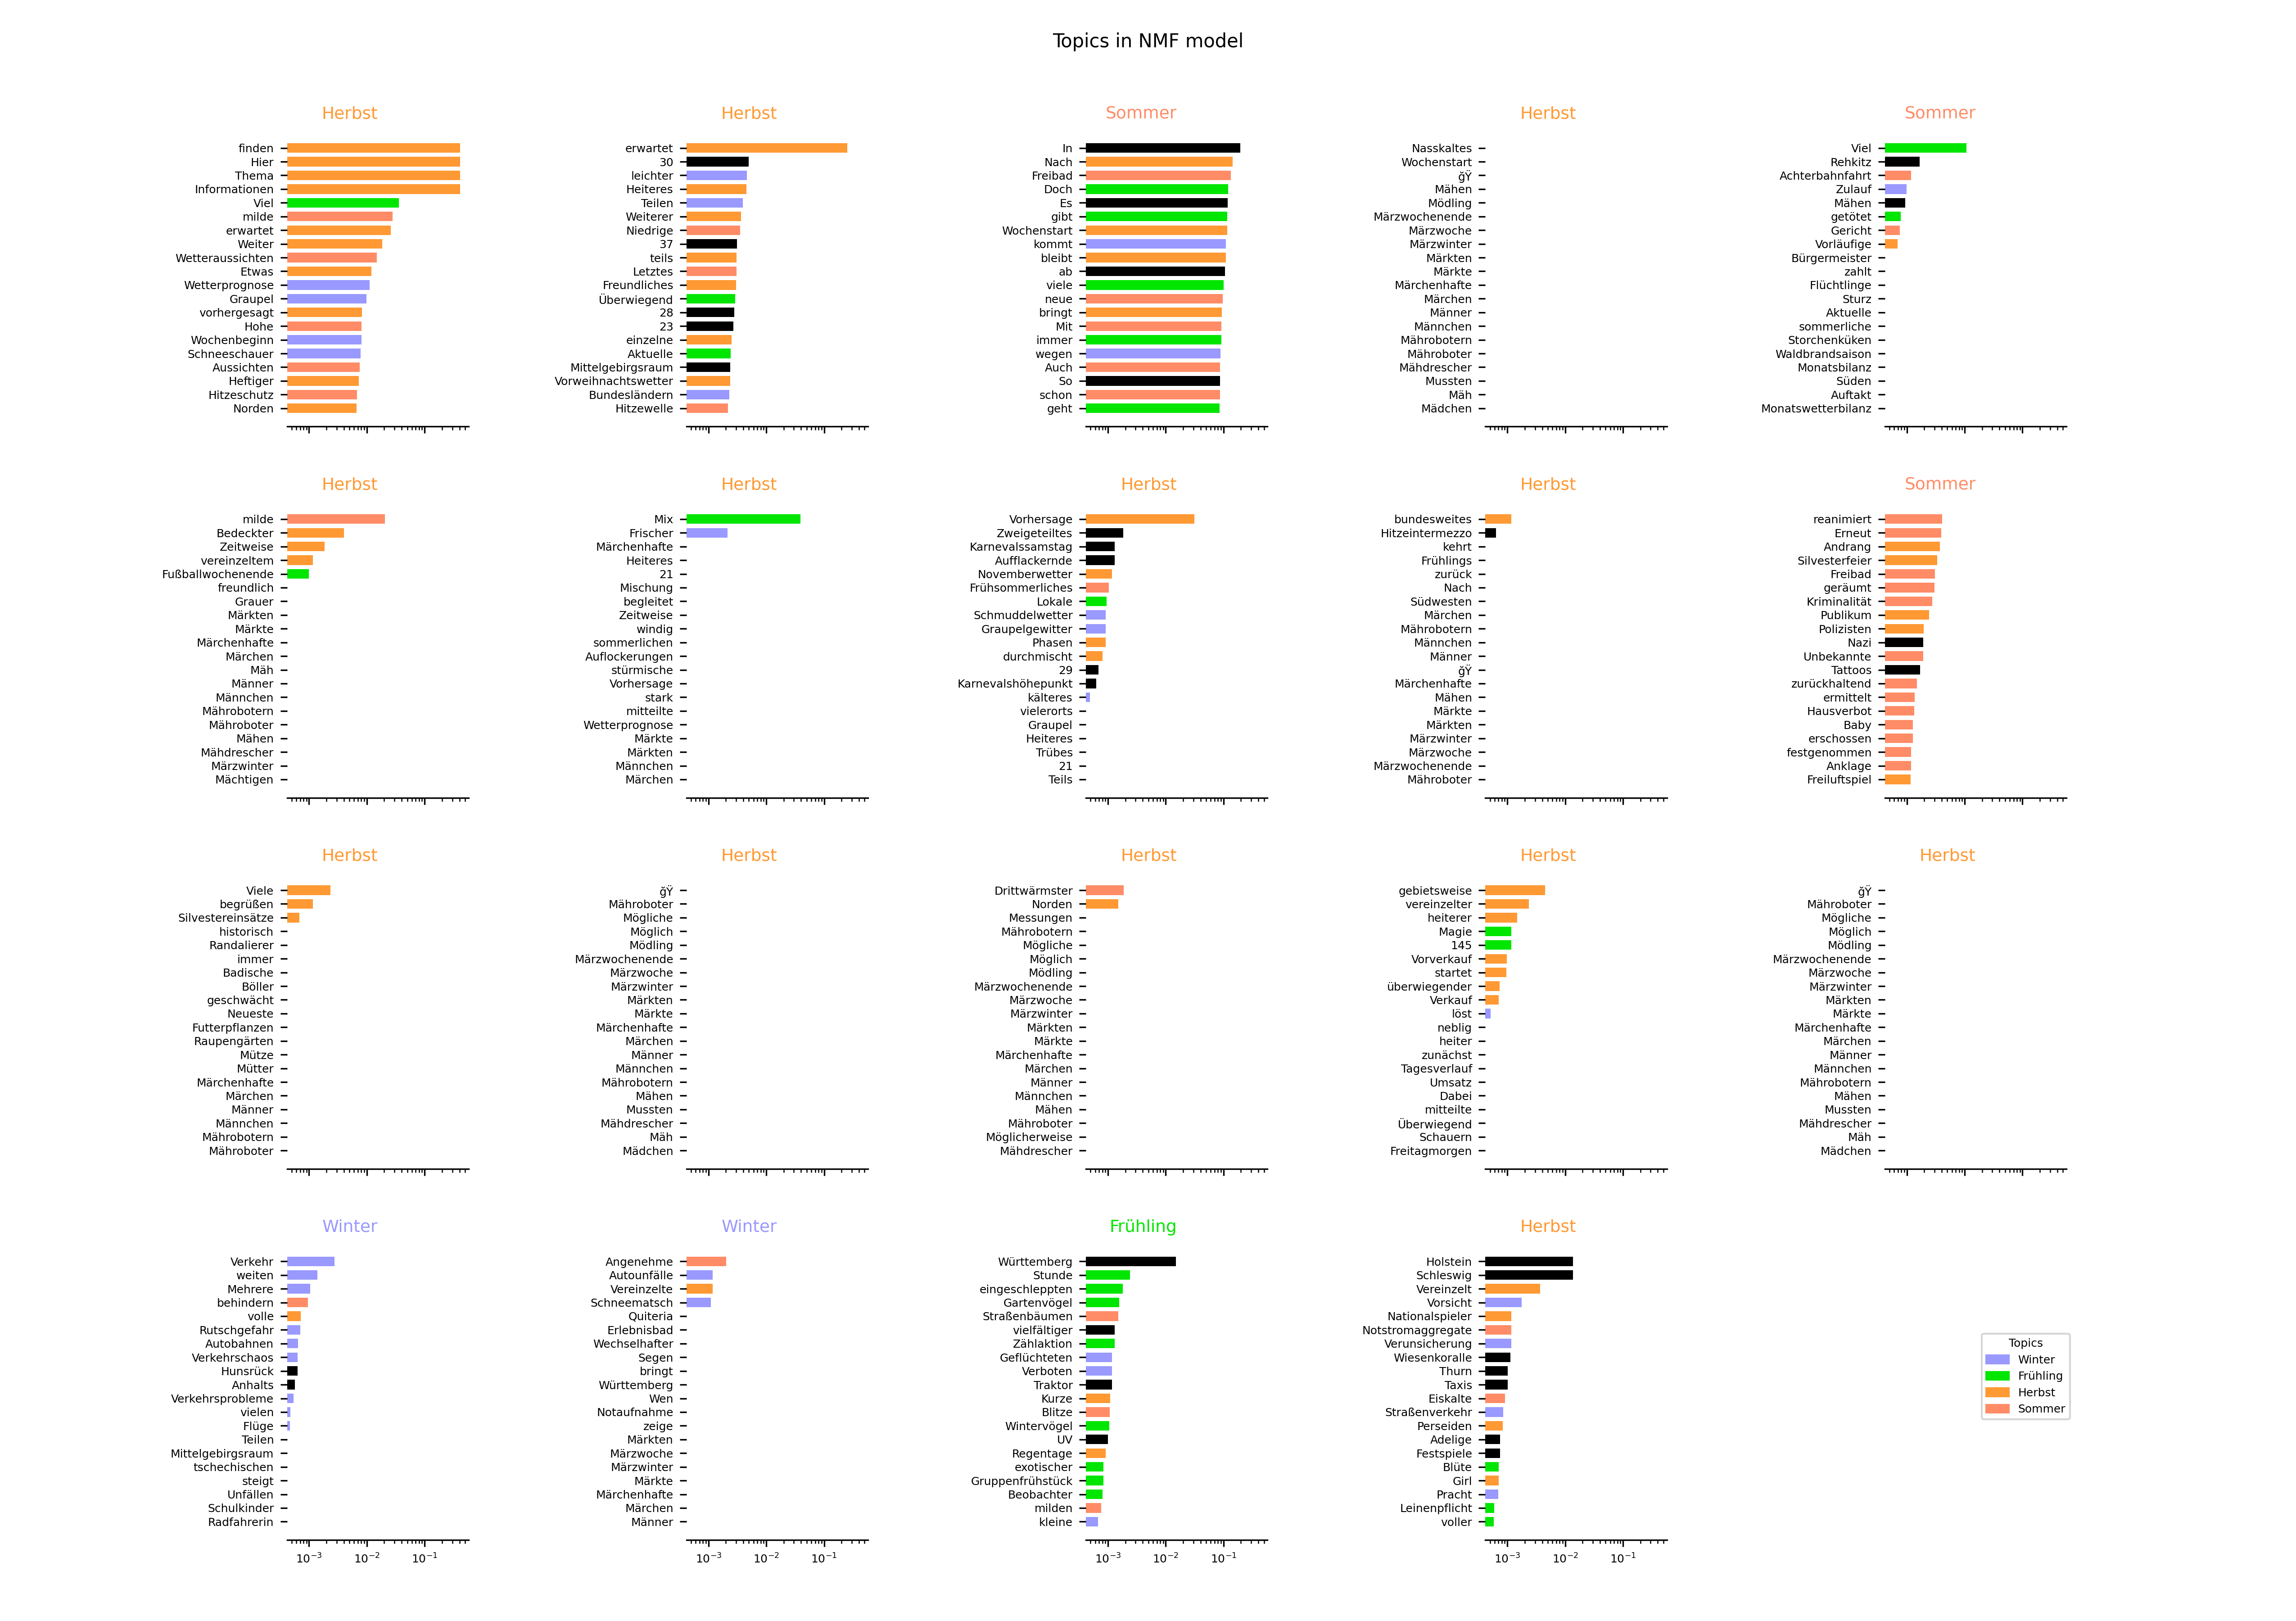 Topics in NMF model
Herbst
finden
Hier
Thema
Informationen
Viel
milde
erwartet
Weiter
Wetteraussichten
Etwas
Wetterprognose
Graupel
vorhergesagt
Hohe
Wochenbeginn
Schneeschauer
Aussichten
Heftiger
Hitzeschutz
Norden
Herbst
erwartet
30
leichter
Heiteres
Teilen
Weiterer
Niedrige
37
teils
Letztes
Freundliches
Überwiegend
28
23
einzelne
Aktuelle
Mittelgebirgsraum
Vorweihnachtswetter
Bundesländern
Hitzewelle
Sommer
In
Nach
Freibad
Doch
Es
gibt
Wochenstart
kommt
bleibt
ab
viele
neue
bringt
Mit
immer
wegen
Auch
So
schon
geht
Herbst
Nasskaltes
Wochenstart
ğŸ
Mähen
Mödling
Märzwochenende
Märzwoche
Märzwinter
Märkten
Märkte
Märchenhafte
Märchen
Männer
Männchen
Mährobotern
Mähroboter
Mähdrescher
Mussten
Mäh
Mädchen
Sommer
Viel
Rehkitz
Achterbahnfahrt
Zulauf
Mähen
getötet
Gericht
Vorläufige
Bürgermeister
zahlt
Flüchtlinge
Sturz
Aktuelle
sommerliche
Storchenküken
Waldbrandsaison
Monatsbilanz
Süden
Auftakt
Monatswetterbilanz
Herbst
milde
Bedeckter
Zeitweise
vereinzeltem
Fußballwochenende
freundlich
Grauer
Märkten
Märkte
Märchenhafte
Märchen
Mäh
Männer
Männchen
Mährobotern
Mähroboter
Mähen
Mähdrescher
Märzwinter
Mächtigen
Herbst
Mix
Frischer
Märchenhafte
Heiteres
21
Mischung
begleitet
Zeitweise
windig
sommerlichen
Auflockerungen
stürmische
Vorhersage
stark
mitteilte
Wetterprognose
Märkte
Märkten
Männchen
Märchen
Herbst
Vorhersage
Zweigeteiltes
Karnevalssamstag
Aufflackernde
Novemberwetter
Frühsommerliches
Lokale
Schmuddelwetter
Graupelgewitter
Phasen
durchmischt
29
Karnevalshöhepunkt
kälteres
vielerorts
Graupel
Heiteres
Trübes
21
Teils
Herbst
bundesweites
Hitzeintermezzo
kehrt
Frühlings
zurück
Nach
Südwesten
Märchen
Mährobotern
Männchen
Männer
ğŸ
Märchenhafte
Mähen
Märkte
Märkten
Märzwinter
Märzwoche
Märzwochenende
Mähroboter
Sommer
reanimiert
Erneut
Andrang
Silvesterfeier
Freibad
geräumt
Kriminalität
Publikum
Polizisten
Nazi
Unbekannte
Tattoos
zurückhaltend
ermittelt
Hausverbot
Baby
erschossen
festgenommen
Anklage
Freiluftspiel
Herbst
Viele
begrüßen
Silvestereinsätze
historisch
Randalierer
immer
Badische
Böller
geschwächt
Neueste
Futterpflanzen
Raupengärten
Mütze
Mütter
Märchenhafte
Märchen
Männer
Männchen
Mährobotern
Mähroboter
Herbst
ğŸ
Mähroboter
Mögliche
Möglich
Mödling
Märzwochenende
Märzwoche
Märzwinter
Märkten
Märkte
Märchenhafte
Märchen
Männer
Männchen
Mährobotern
Mähen
Mussten
Mähdrescher
Mäh
Mädchen
Herbst
Drittwärmster
Norden
Messungen
Mährobotern
Mögliche
Möglich
Mödling
Märzwochenende
Märzwoche
Märzwinter
Märkten
Märkte
Märchenhafte
Märchen
Männer
Männchen
Mähen
Mähroboter
Möglicherweise
Mähdrescher
Herbst
gebietsweise
vereinzelter
heiterer
Magie
145
Vorverkauf
startet
überwiegender
Verkauf
löst
neblig
heiter
zunächst
Tagesverlauf
Umsatz
Dabei
mitteilte
Überwiegend
Schauern
Freitagmorgen
Herbst
ğŸ
Mähroboter
Mögliche
Möglich
Mödling
Märzwochenende
Märzwoche
Märzwinter
Märkten
Märkte
Märchenhafte
Märchen
Männer
Männchen
Mährobotern
Mähen
Mussten
Mähdrescher
Mäh
Mädchen
Winter
Verkehr
weiten
Mehrere
behindern
volle
Rutschgefahr
Autobahnen
Verkehrschaos
Hunsrück
Anhalts
Verkehrsprobleme
vielen
Flüge
Teilen
Mittelgebirgsraum
tschechischen
steigt
Unfällen
Schulkinder
Radfahrerin
10⁻³ 10⁻² 10⁻¹
Winter
Angenehme
Autounfälle
Vereinzelte
Schneematsch
Quiteria
Erlebnisbad
Wechselhafter
Segen
bringt
Württemberg
Wen
Notaufnahme
zeige
Märkten
Märzwoche
Märzwinter
Märkte
Märchenhafte
Märchen
Männer
10⁻³ 10⁻² 10⁻¹
Frühling
Württemberg
Stunde
eingeschleppten
Gartenvögel
Straßenbäumen
vielfältiger
Zählaktion
Geflüchteten
Verboten
Traktor
Kurze
Blitze
Wintervögel
UV
Regentage
exotischer
Gruppenfrühstück
Beobachter
milden
kleine
10⁻³ 10⁻² 10⁻¹
Herbst
Holstein
Schleswig
Vereinzelt
Vorsicht
Nationalspieler
Notstromaggregate
Verunsicherung
Wiesenkoralle
Thurn
Taxis
Eiskalte
Straßenverkehr
Perseiden
Adelige
Festspiele
Blüte
Girl
Pracht
Leinenpflicht
voller
10⁻³ 10⁻² 10⁻¹
Topics
Winter
Frühling
Herbst
Sommer